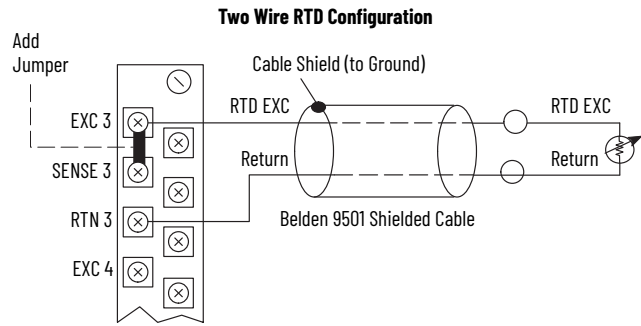 Two Wire RTD Configuration
Add
Jumper
Cable Shield (to Ground)
EXC 3
RTD EXC
RTD EXC
SENSE 3
Return
Return
RTN 3
Belden 9501 Shielded Cable
EXC 4